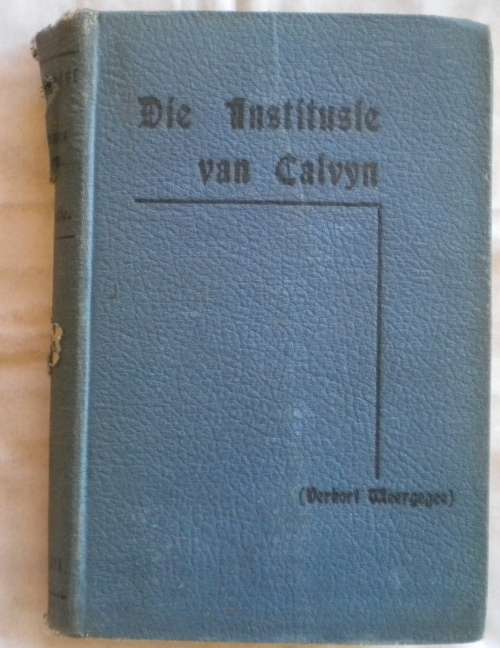 Die Institusie
van Calvyn
(Verkort Weergegee)